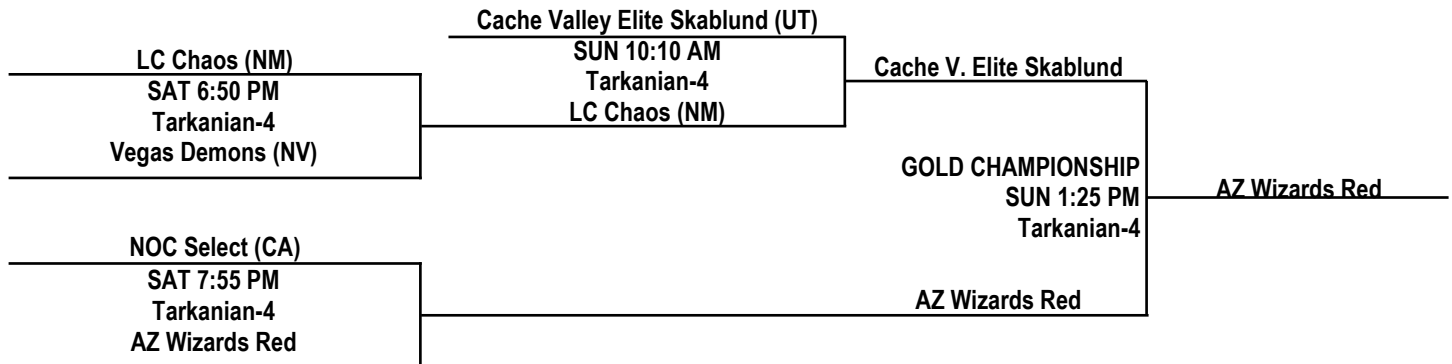 Cache Valley Elite Skablund (UT)
SUN 10:10 AM
Tarkanian-4
LC Chaos (NM)
LC Chaos (NM)
SAT 6:50 PM
Tarkanian-4
Vegas Demons (NV)
Cache V. Elite Skablund
GOLD CHAMPIONSHIP
SUN 1:25 PM
Tarkanian-4
AZ Wizards Red
NOC Select (CA)
SAT 7:55 PM
Tarkanian-4
AZ Wizards Red
AZ Wizards Red